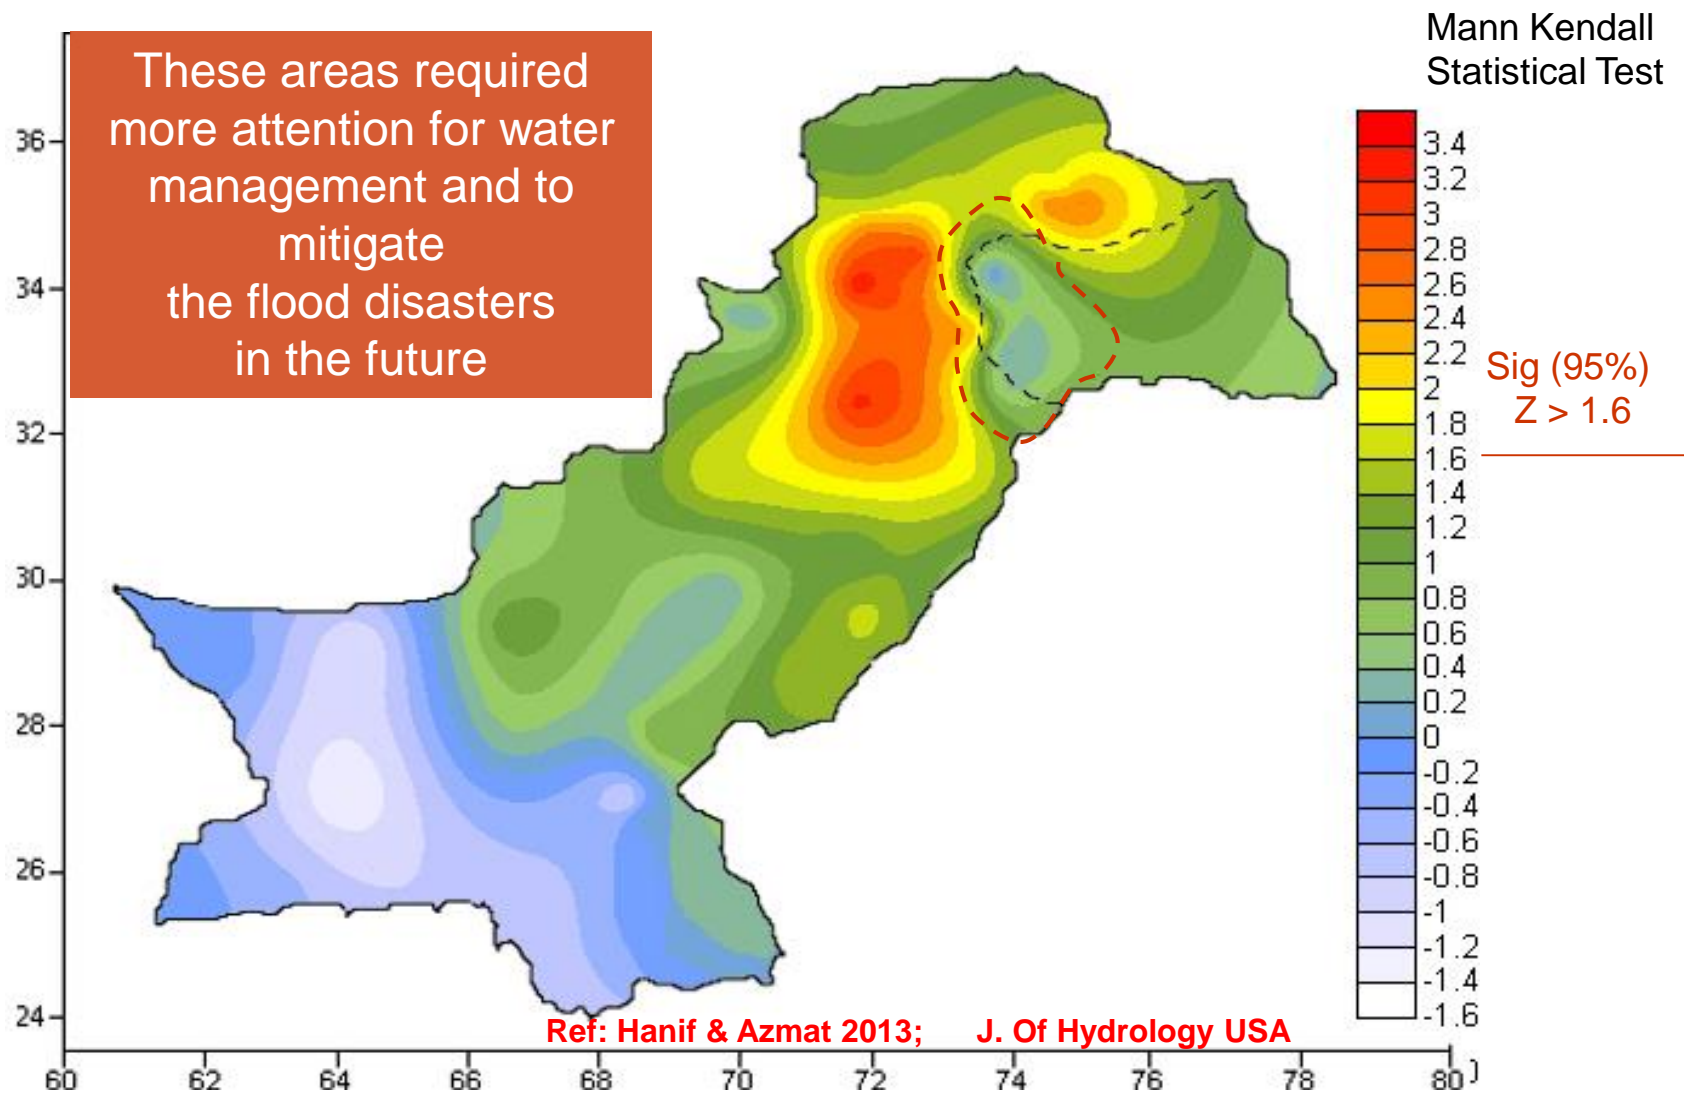 These areas required
more attention for water
management and to
mitigate
the flood disasters
in the future
Mann Kendall
Statistical Test
3.4
3.2
3
2.8
2.6
2.4
2.2
2
1.8
1.6
1.4
1.2
1
0.8
0.6
0.4
0.2
0
-0.2
-0.4
-0.6
-0.8
-1
-1.2
-1.4
-1.6
Sig (95%)
Z > 1.6
36
34
32
30
28
26
24
Ref: Hanif & Azmat 2013; J. Of Hydrology USA
60 62 64 66 68 70 72 74 76 78 80 )